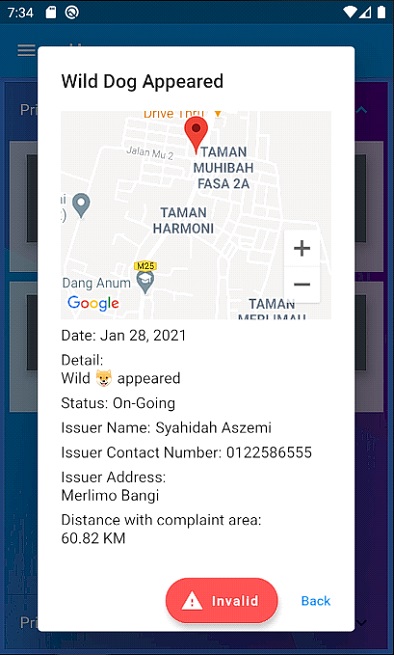 7:34
Pri
Wild Dog Appeared
Drive Thru
Jalan Mu 2
TAMAN
MUHIBAH
FASA 2A
TAMAN
HARMONI
M25
Dang Anum
TAMAN
MERLIMAU
Google
+
−
Date: Jan 28, 2021
Detail:
Wild 🐕 appeared
Status: On-Going
Issuer Name: Syahidah Aszemi
Issuer Contact Number: 0122586555
Issuer Address:
Merlimo Bangi
Distance with complaint area:
60.82 KM
Invalid
Back
Pri